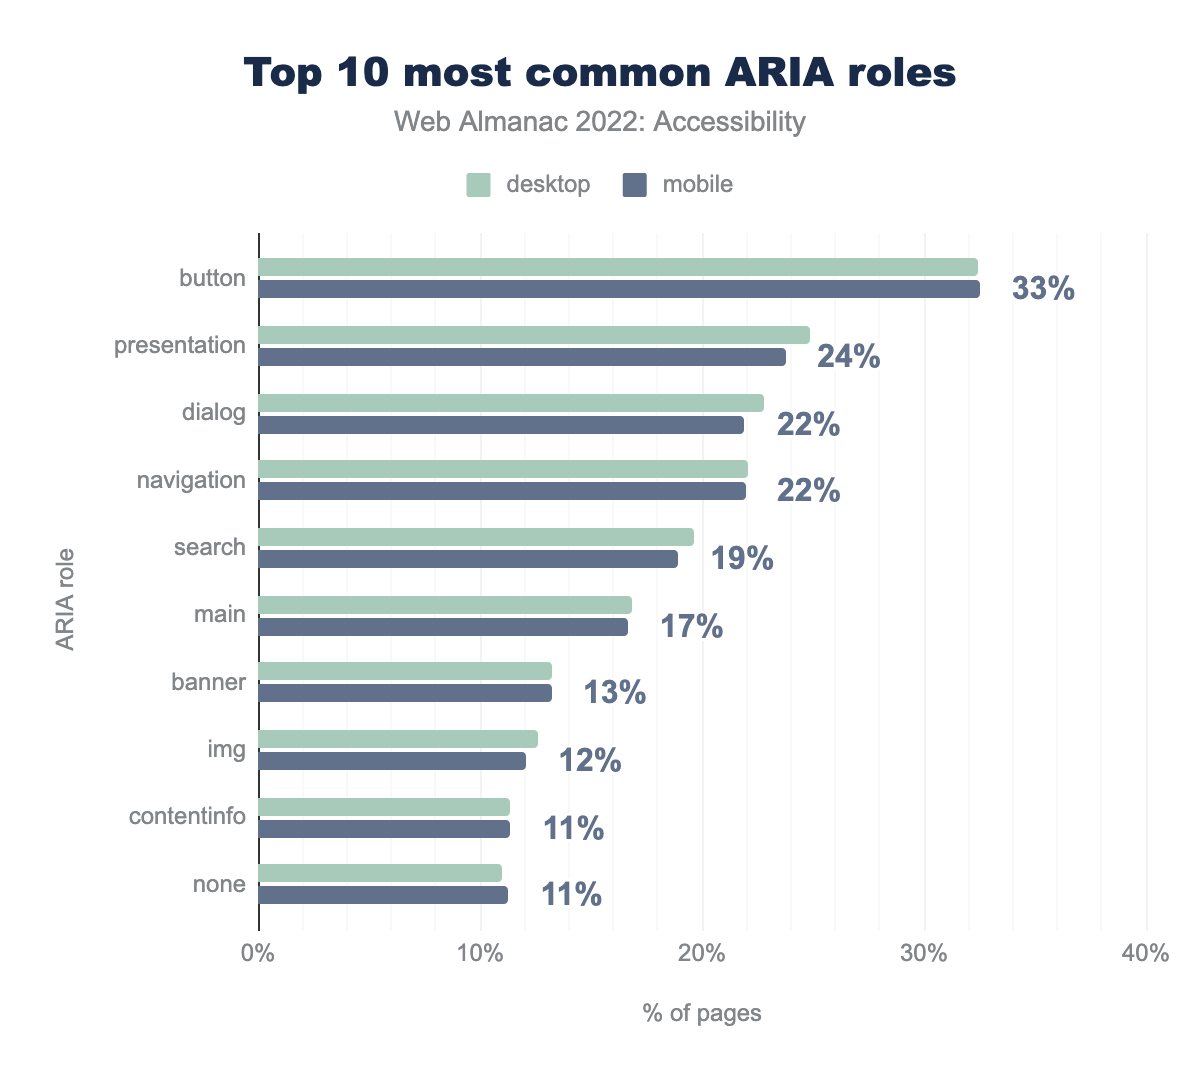 Top 10 most common ARIA roles
Web Almanac 2022: Accessibility
desktop
mobile
ARIA role
button
33%
presentation
24%
dialog
22%
navigation
22%
search
19%
main
17%
banner
13%
img
12%
contentinfo
11%
none
11%
0% 10% 20% 30% 40%
% of pages